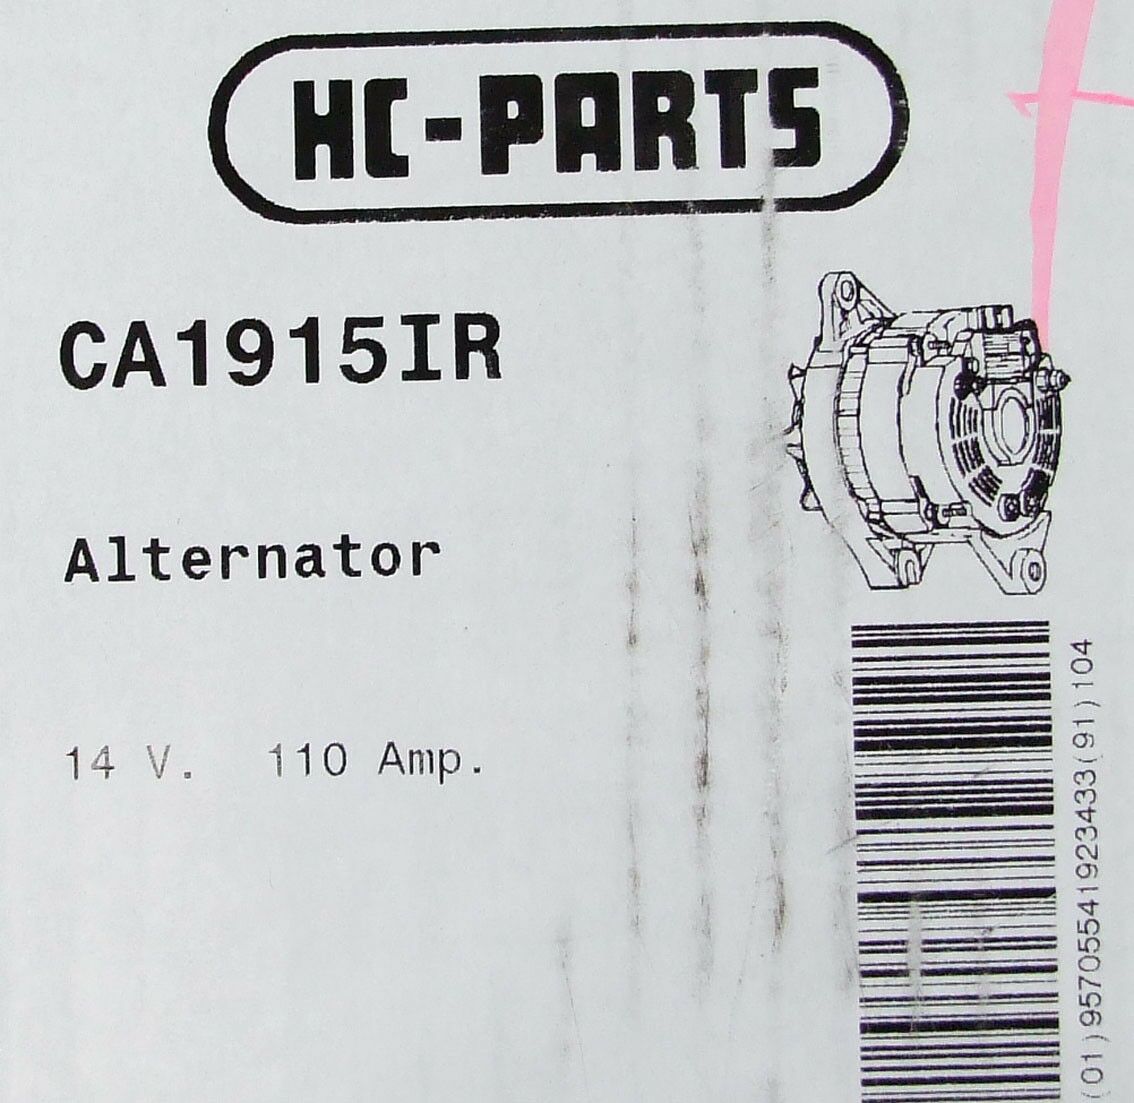 HC-PARTS
CA1915IR
Alternator
14 V. 110 Amp.
(01)95705541923433(91)104